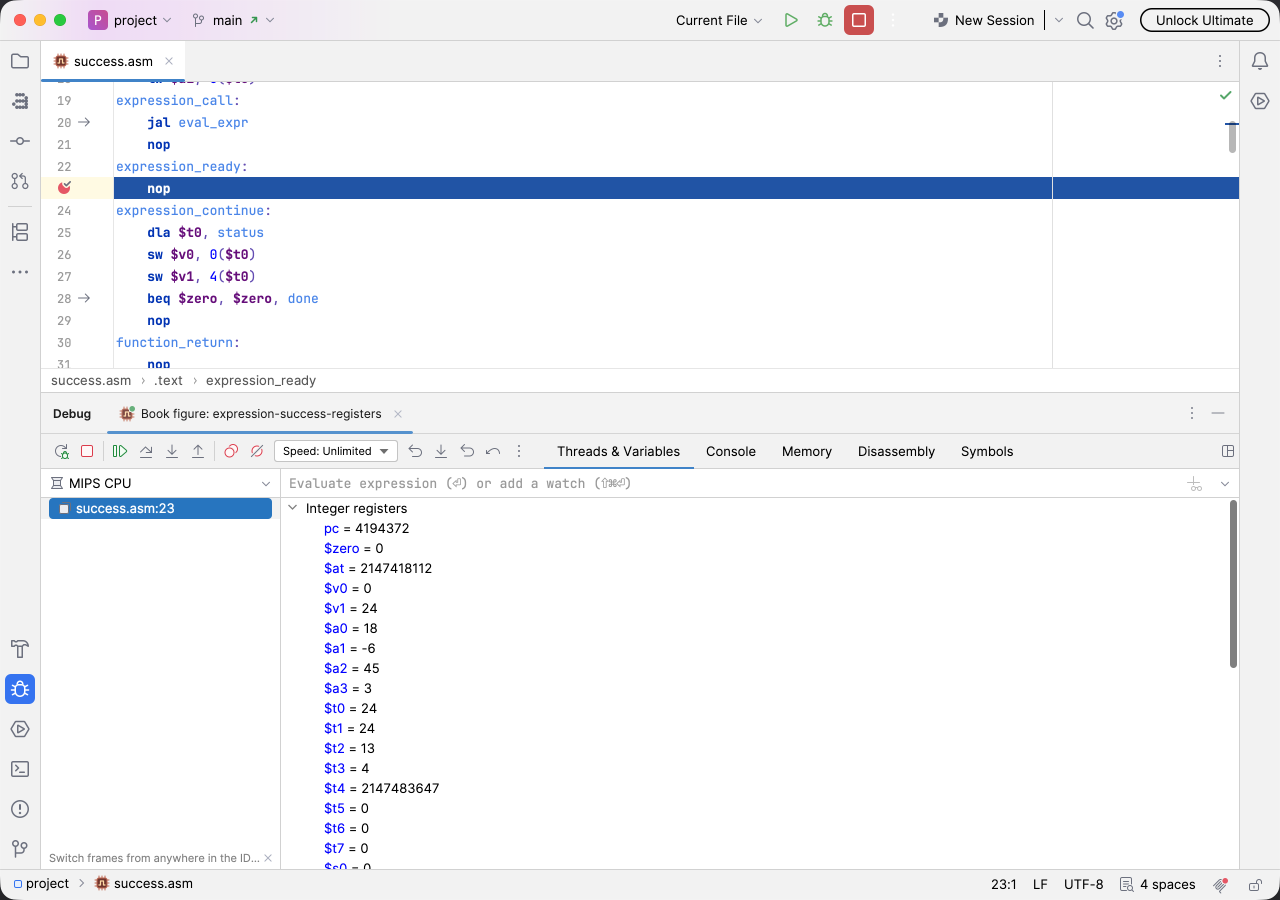 P project main Current File New Session Unlock Ultimate
success.asm
19 expression_call:
20 jal eval_expr
21 nop
22 expression_ready:
nop
24 expression_continue:
25 dla $t0, status
26 sw $v0, 0($t0)
27 sw $v1, 4($t0)
28 beq $zero, $zero, done
29 nop
30 function_return:
31 nop
success.asm › .text › expression_ready
Debug Book figure: expression-success-registers
Speed: Unlimited Threads & Variables Console Memory Disassembly Symbols
MIPS CPU Evaluate expression (⏎) or add a watch (⇧⌘⏎)
success.asm:23
Integer registers
pc = 4194372
$zero = 0
$at = 2147418112
$v0 = 0
$v1 = 24
$a0 = 18
$a1 = -6
$a2 = 45
$a3 = 3
$t0 = 24
$t1 = 24
$t2 = 13
$t3 = 4
$t4 = 2147483647
$t5 = 0
$t6 = 0
$t7 = 0
$s0 = 0
Switch frames from anywhere in the ID...
project › success.asm 23:1 LF UTF-8 4 spaces